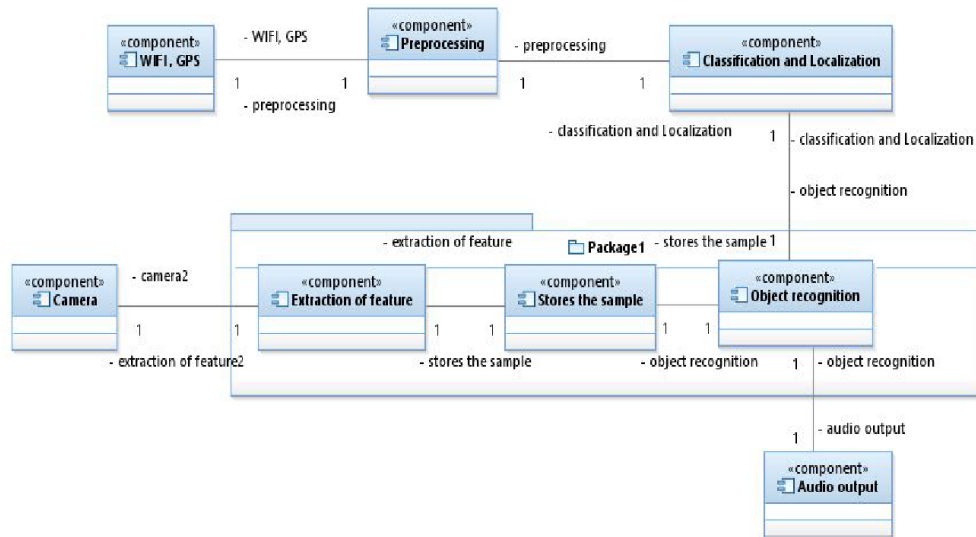 «component»
WIFI, GPS
- WIFI, GPS
1
1
- preprocessing
«component»
Preprocessing
- preprocessing
1
1
- classification and Localization
«component»
Classification and Localization
1
- classification and Localization
- object recognition
1
Package1
- extraction of feature
- stores the sample
«component»
Camera
- camera2
1
1
- extraction of feature2
«component»
Extraction of feature
1
1
- stores the sample
«component»
Stores the sample
1
1
- object recognition
«component»
Object recognition
1
- object recognition
- audio output
1
«component»
Audio output